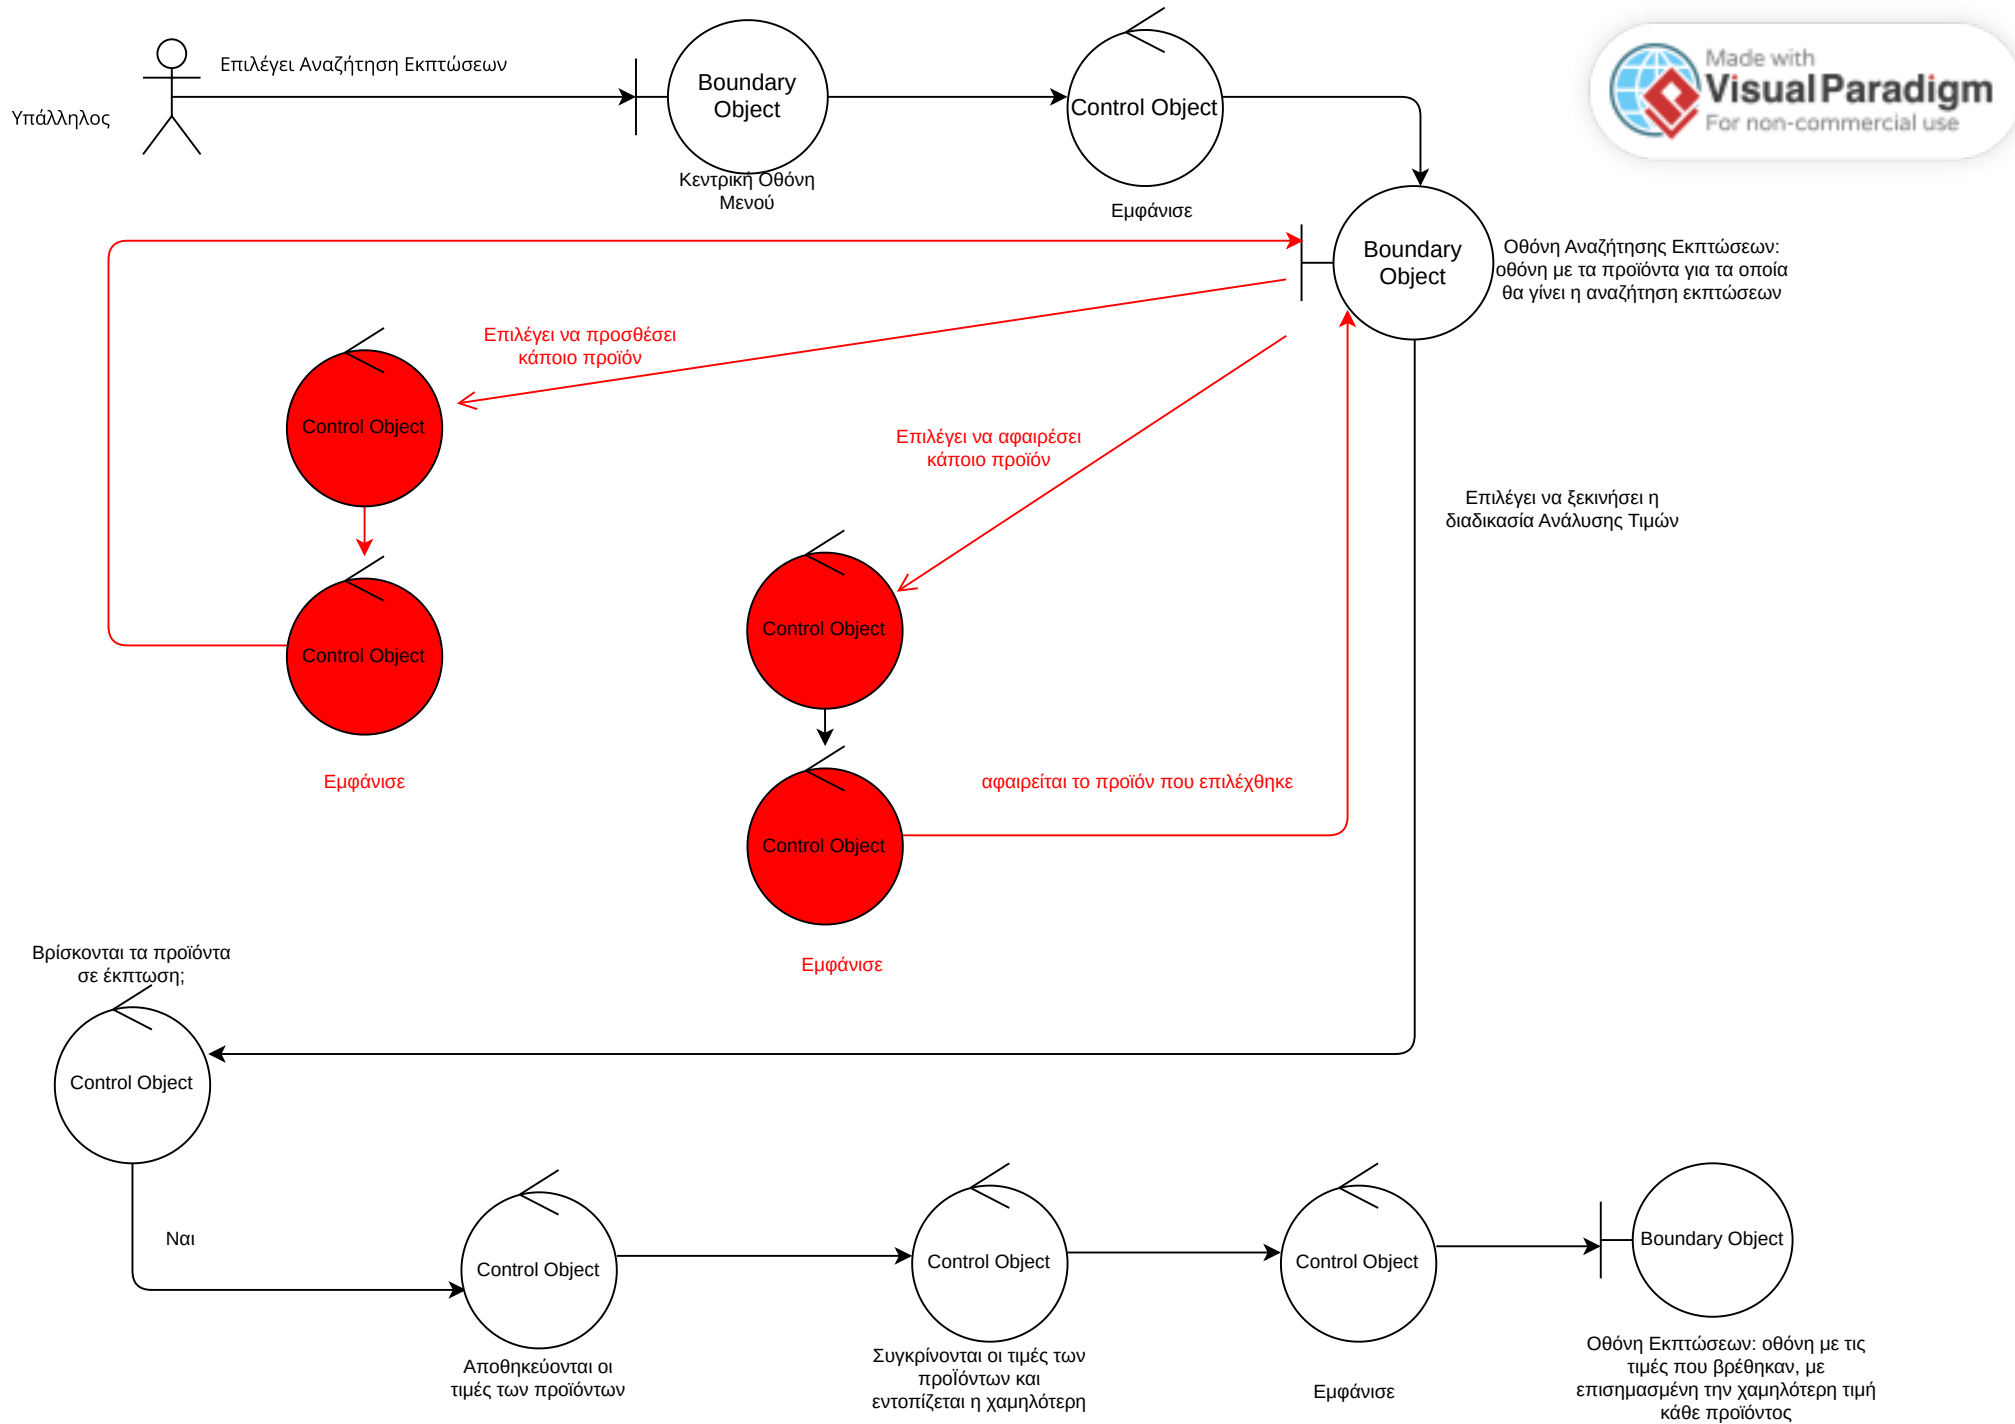 Επιλέγει Αναζήτηση Εκπτώσεων
Υπάλληλος
Boundary
Object
Κεντρική Οθόνη
Μενού
Control Object
Εμφάνισε
Made with
Visual Paradigm
For non-commercial use
Boundary
Object
Οθόνη Αναζήτησης Εκπτώσεων:
οθόνη με τα προϊόντα για τα οποία
θα γίνει η αναζήτηση εκπτώσεων
Επιλέγει να προσθέσει
κάποιο προϊόν
Control Object
Επιλέγει να αφαιρέσει
κάποιο προϊόν
Επιλέγει να ξεκινήσει η
διαδικασία Ανάλυσης Τιμών
Control Object
Control Object
Εμφάνισε
αφαιρείται το προϊόν που επιλέχθηκε
Control Object
Εμφάνισε
Βρίσκονται τα προϊόντα
σε έκπτωση;
Control Object
Ναι
Control Object
Αποθηκεύονται οι
τιμές των προϊόντων
Control Object
Συγκρίνονται οι τιμές των
προΪόντων και
εντοπίζεται η χαμηλότερη
Control Object
Εμφάνισε
Boundary Object
Οθόνη Εκπτώσεων: οθόνη με τις
τιμές που βρέθηκαν, με
επισημασμένη την χαμηλότερη τιμή
κάθε προϊόντος